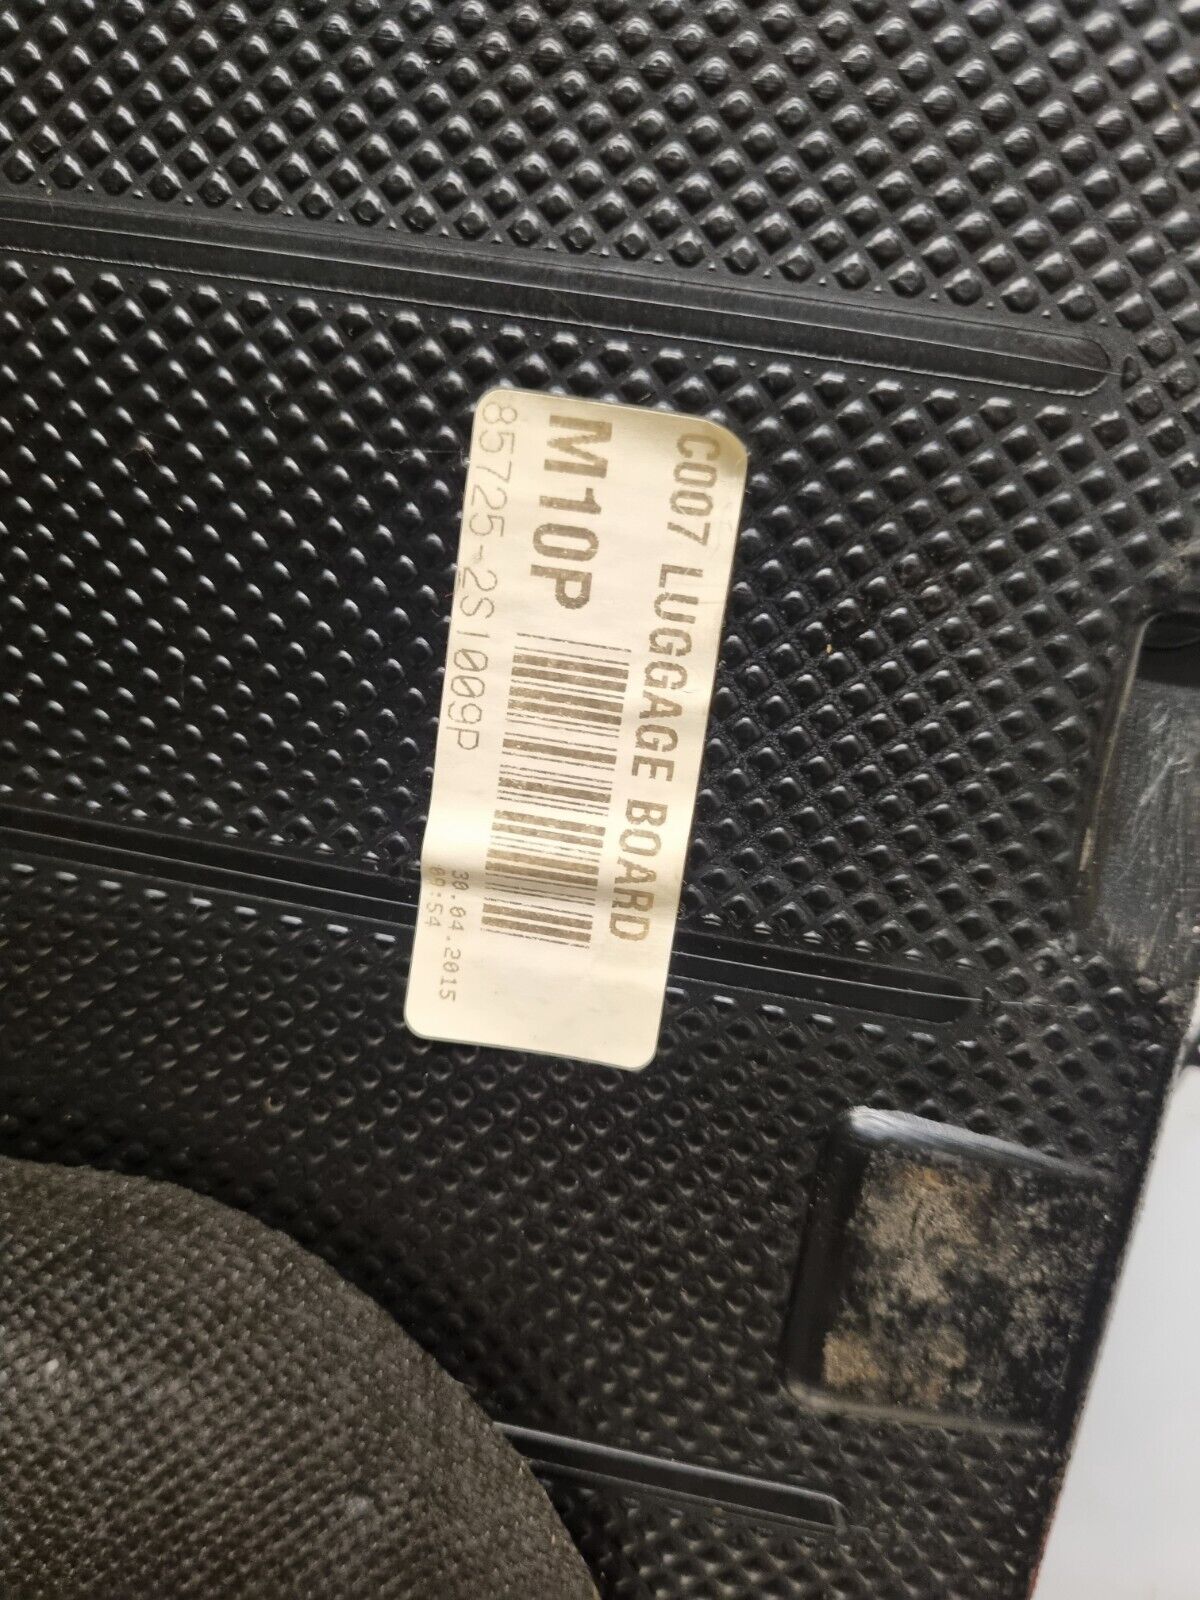 C007 LUGGAGE BOARD
M10P
85725-2S1009P
30.04.2015
09:54